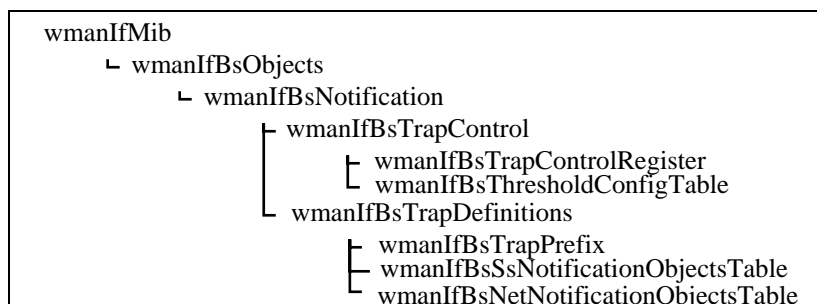 wmanIfMib
wmanIfBsObjects
wmanIfBsNotification
wmanIfBsTrapControl
wmanIfBsTrapControlRegister
wmanIfBsThresholdConfigTable
wmanIfBsTrapDefinitions
wmanIfBsTrapPrefix
wmanIfBsSsNotificationObjectsTable
wmanIfBsNetNotificationObjectsTable